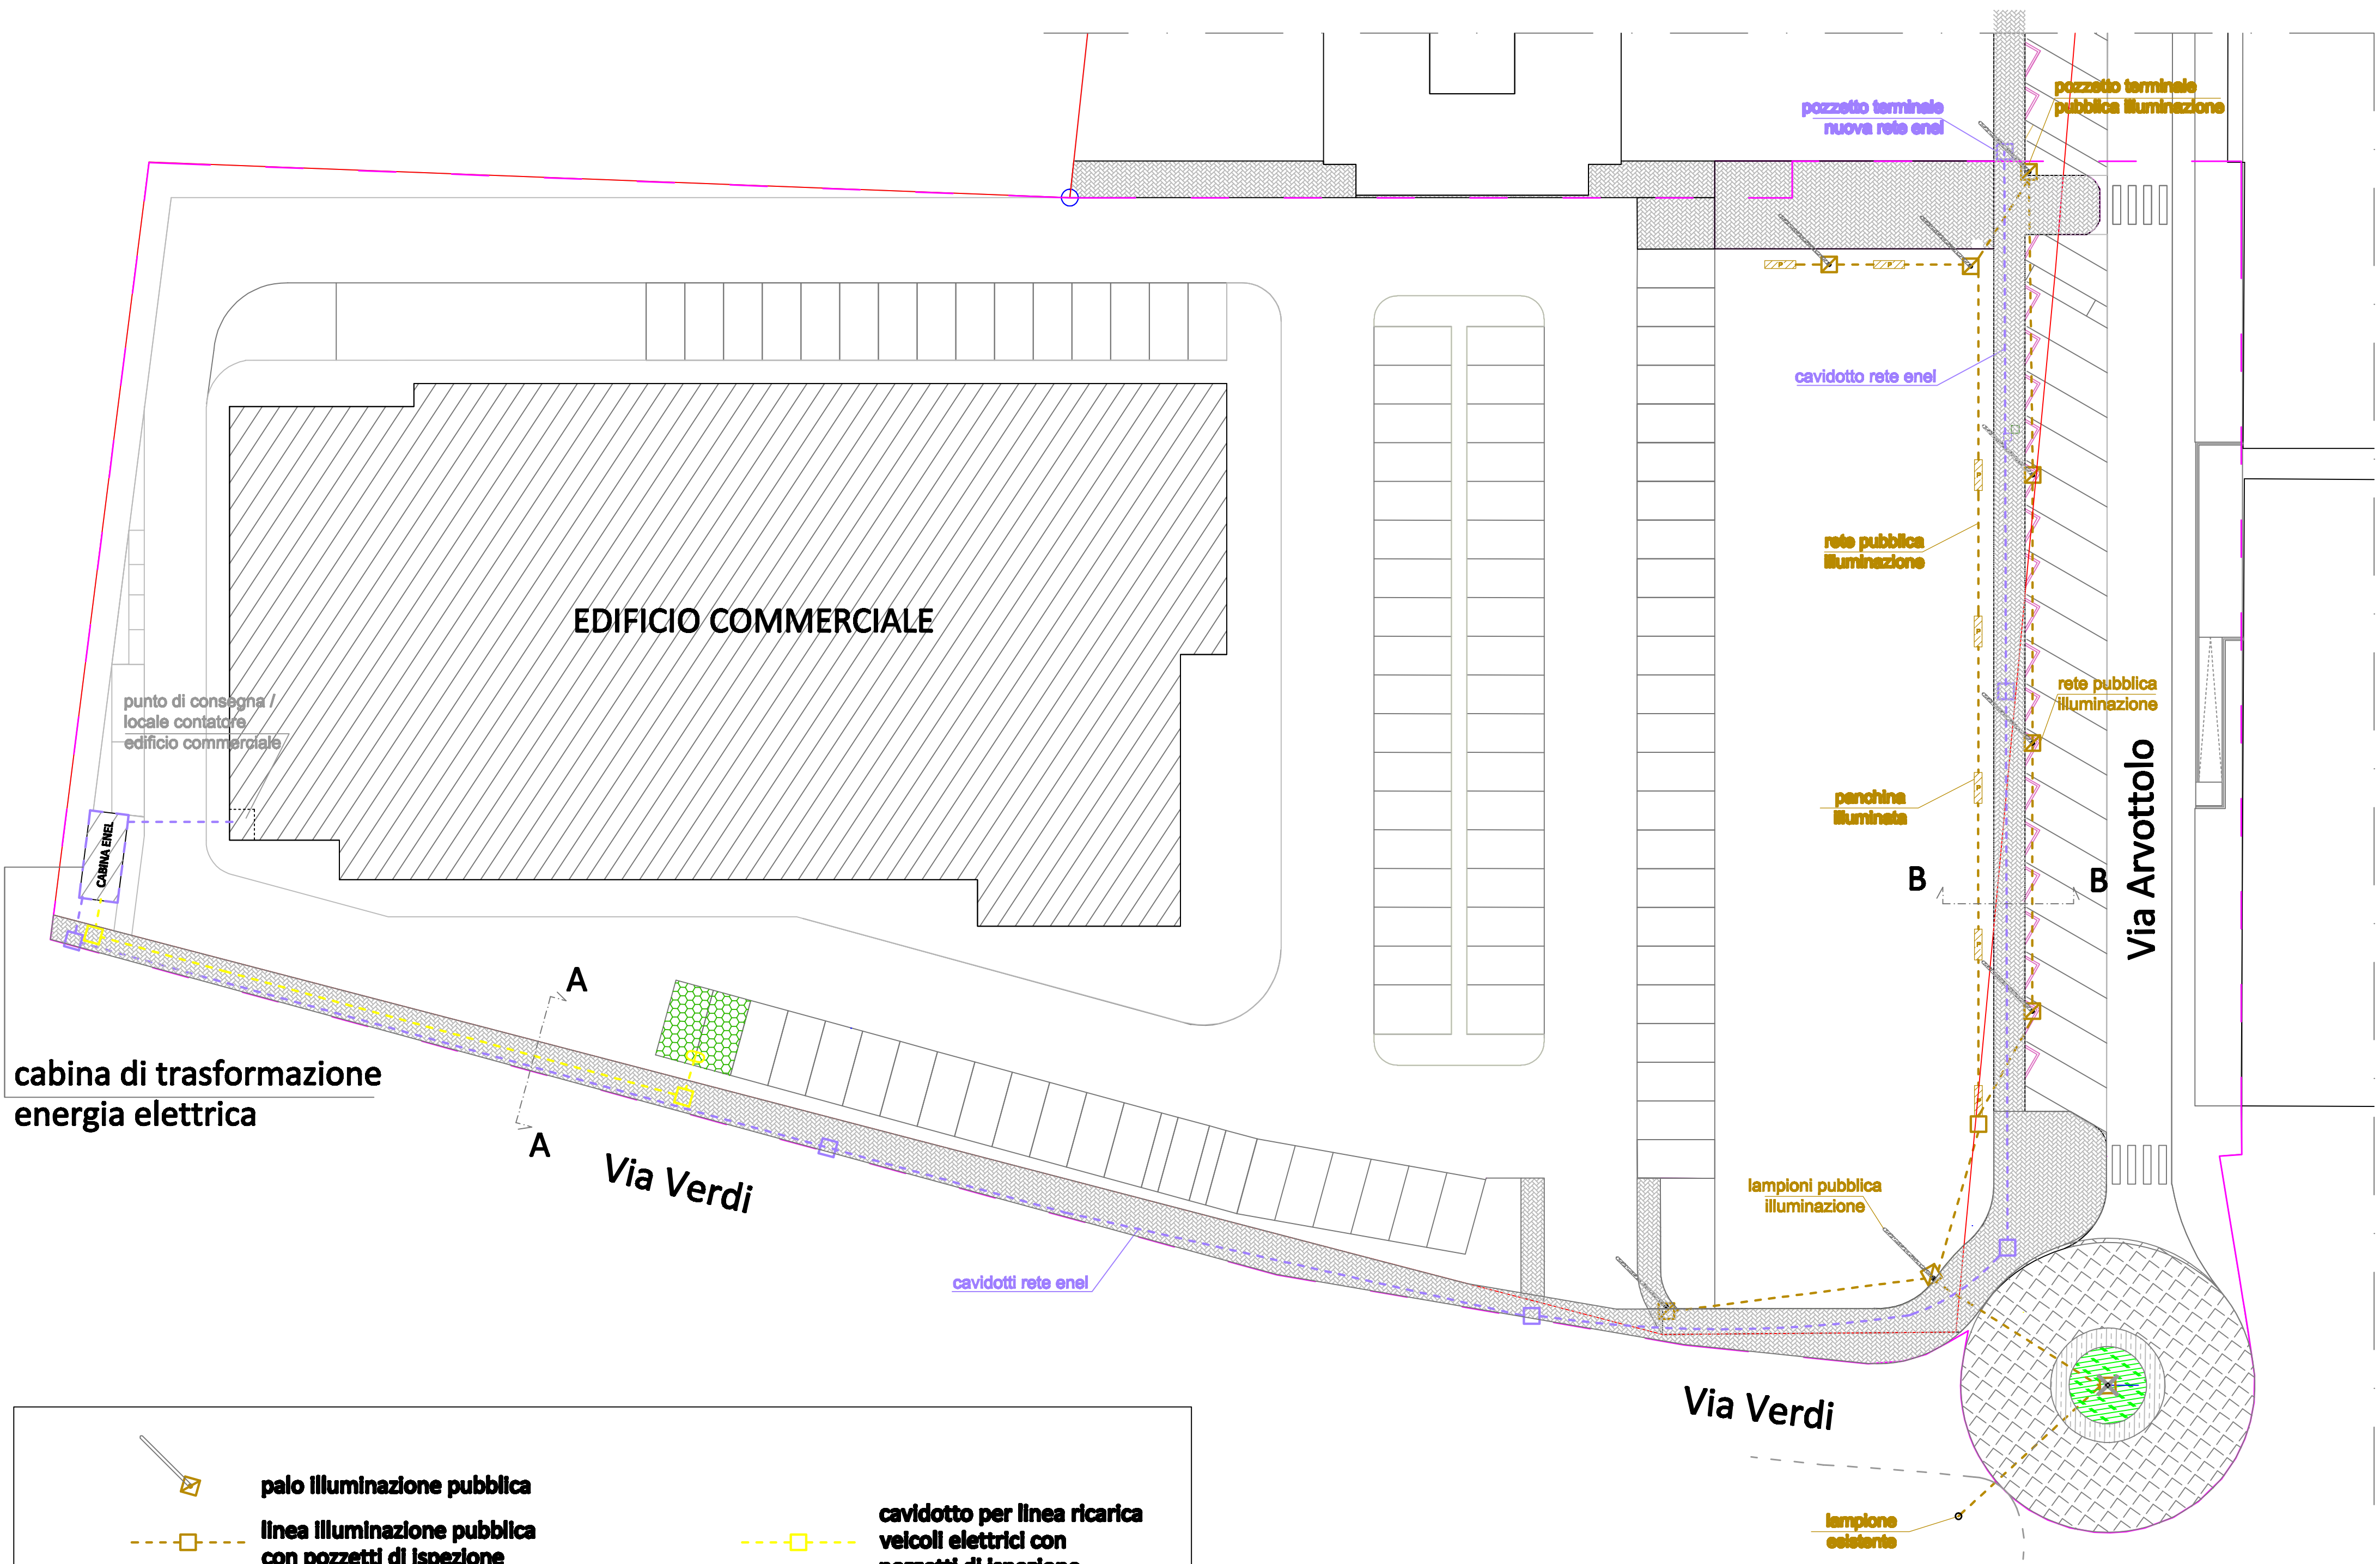 pozzetto terminale
pubblica illuminazione
pozzetto terminale
nuova rete enel
cavidotto rete enel
rete pubblica
illuminazione
EDIFICIO COMMERCIALE
punto di consegna /
locale contatore
edificio commerciale
rete pubblica
illuminazione
panchina
illuminata
Via Arvottolo
CABINA ENEL
B
B
A
A
cabina di trasformazione
energia elettrica
Via Verdi
lampioni pubblica
illuminazione
cavidotti rete enel
Via Verdi
lampione
esistente
palo illuminazione pubblica
linea illuminazione pubblica
con pozzetti di ispezione
cavidotto per linea ricarica
veicoli elettrici con
pozzetti di ispezione
P
P
P
P
P
P
P